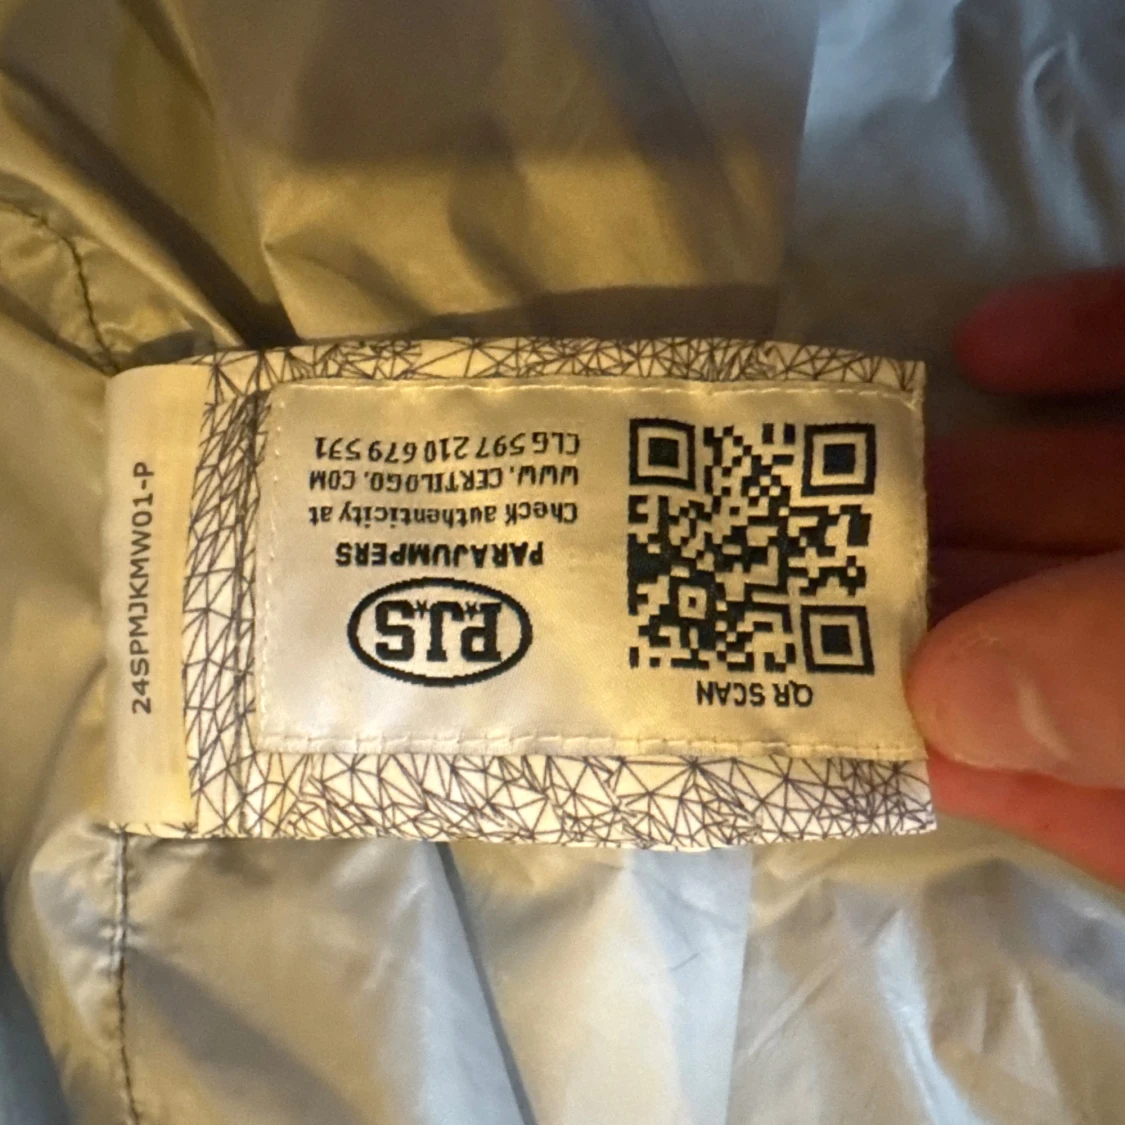 24SPMJKMW01-P
QR SCAN
PJS
PARAJUMPERS
Check authenticity at
WWW.CERTILOGO.COM
CLG 597 210 679 531